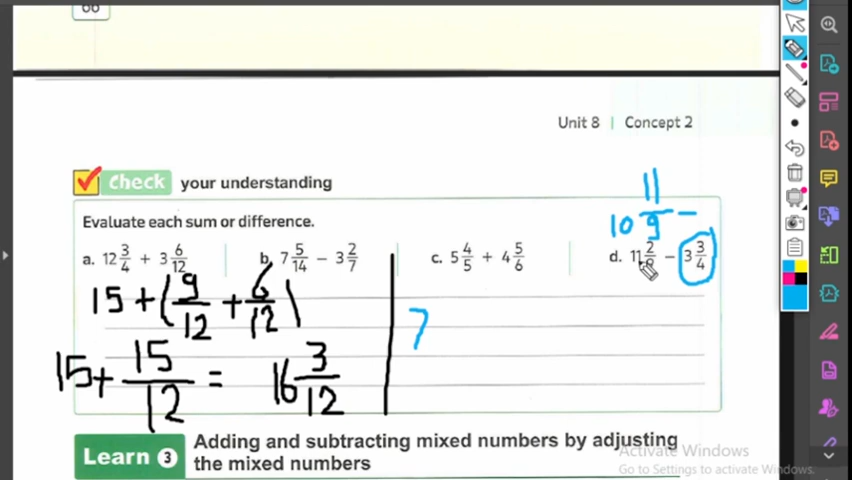 66
Unit 8 | Concept 2
Check your understanding
11
10 9 −
Evaluate each sum or difference.
a. 12 3/4 + 3 6/12 b. 7 5/14 − 3 2/7 c. 5 4/5 + 4 5/6 d. 11 2/9 − 3 3/4
15 + (9/12 + 6/12)
7
15 + 15/12 = 16 3/12
Learn 3 Adding and subtracting mixed numbers by adjusting
the mixed numbers
Activate Windows
Go to Settings to activate Windows.